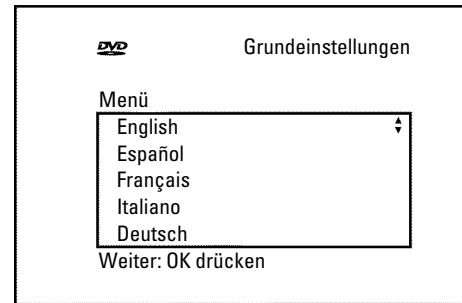 DVD
Grundeinstellungen
Menü
English
Español
Français
Italiano
Deutsch
Weiter: OK drücken